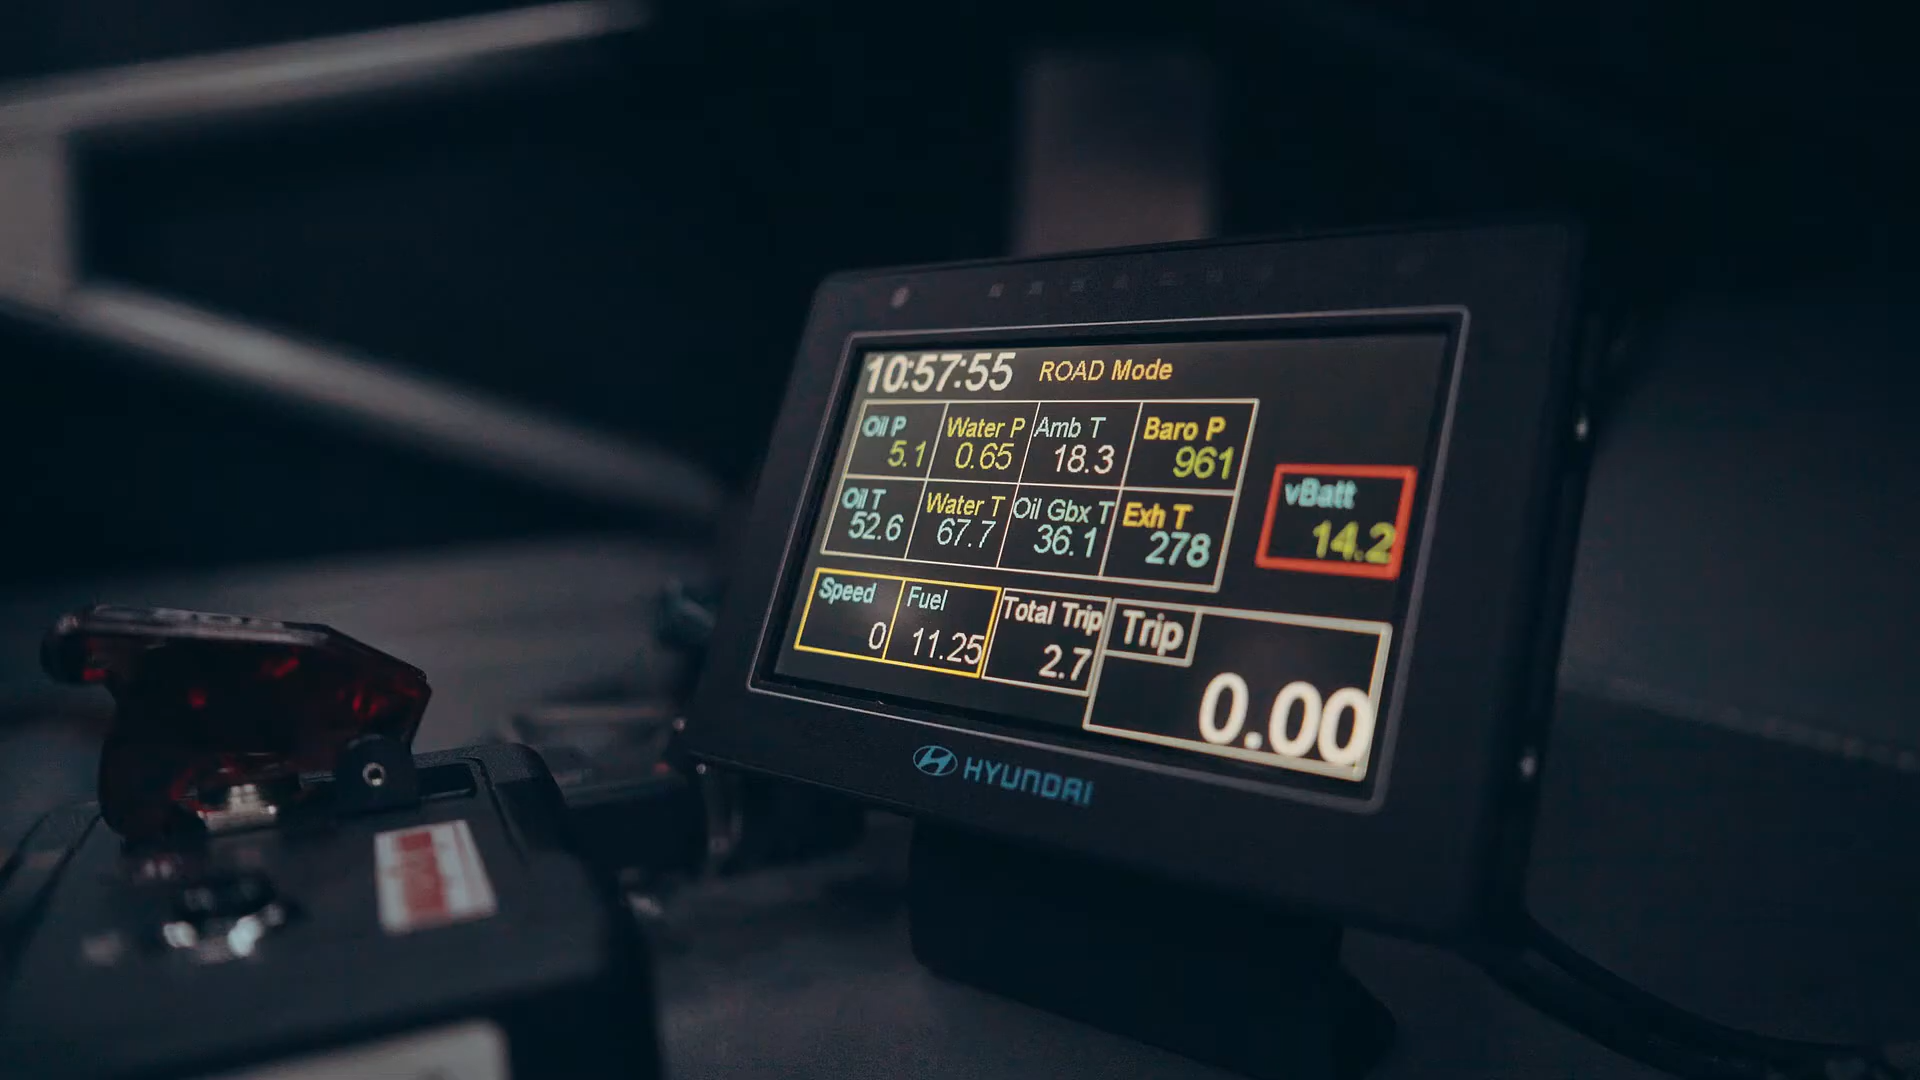 10:57:55 ROAD Mode
Oil P Water P Amb T Baro P
5.1 0.65 18.3 961
Oil T Water T Oil Gbx T Exh T
52.6 67.7 36.1 278
vBatt
14.2
Speed Fuel Total Trip Trip
0 11.25 2.7 0.00
HYUNDAI